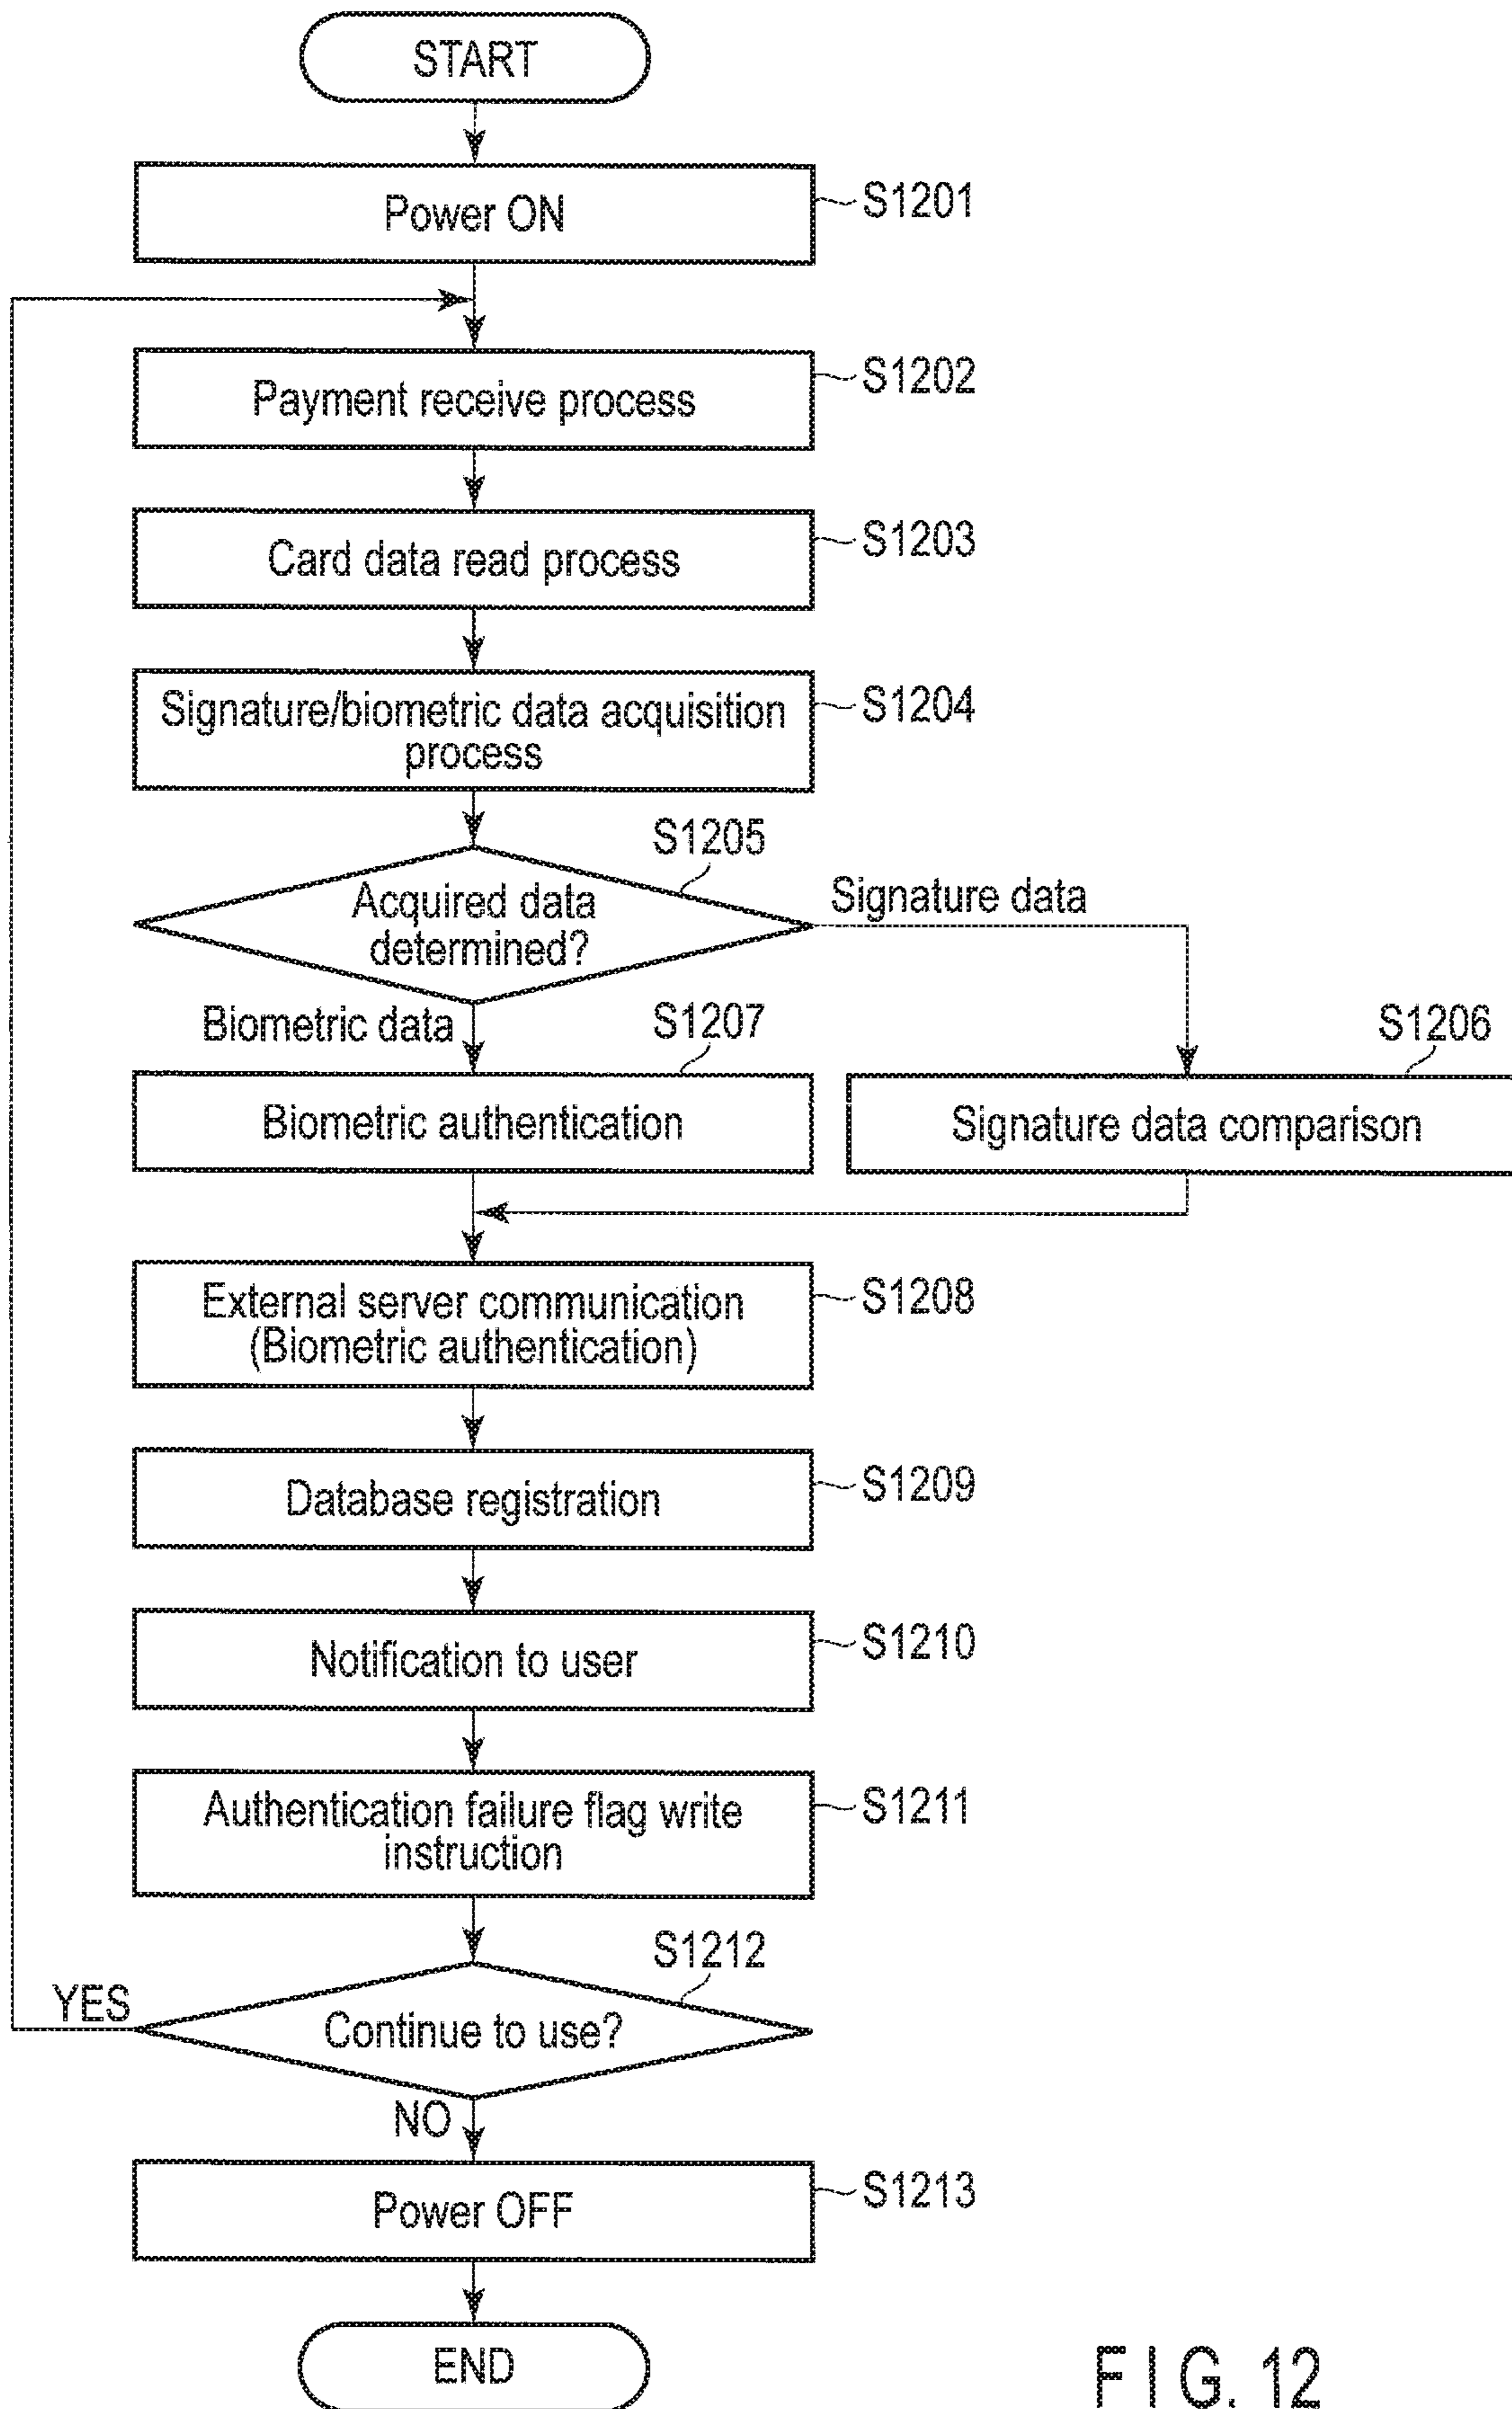 START
Power ON
S1201
Payment receive process
S1202
Card data read process
S1203
Signature/biometric data acquisition
process
S1204
S1205
Acquired data
determined?
Signature data
Biometric data
S1207
S1206
Biometric authentication
Signature data comparison
External server communication
(Biometric authentication)
S1208
Database registration
S1209
Notification to user
S1210
Authentication failure flag write
instruction
S1211
S1212
YES
Continue to use?
NO
Power OFF
S1213
END
FIG. 12